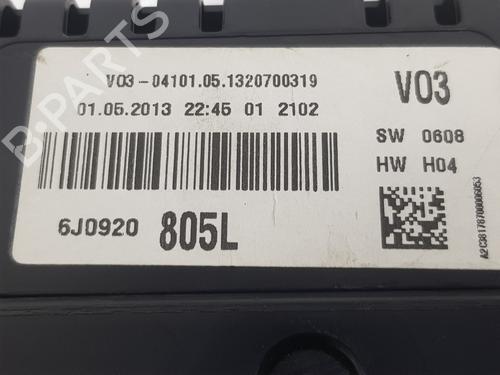 V03-04101.05.1320700319
01.05.2013 22:45 01 2102
V03
SW 0608
HW H04
6J0920 805L
A2C38178700006053
B-PARTS